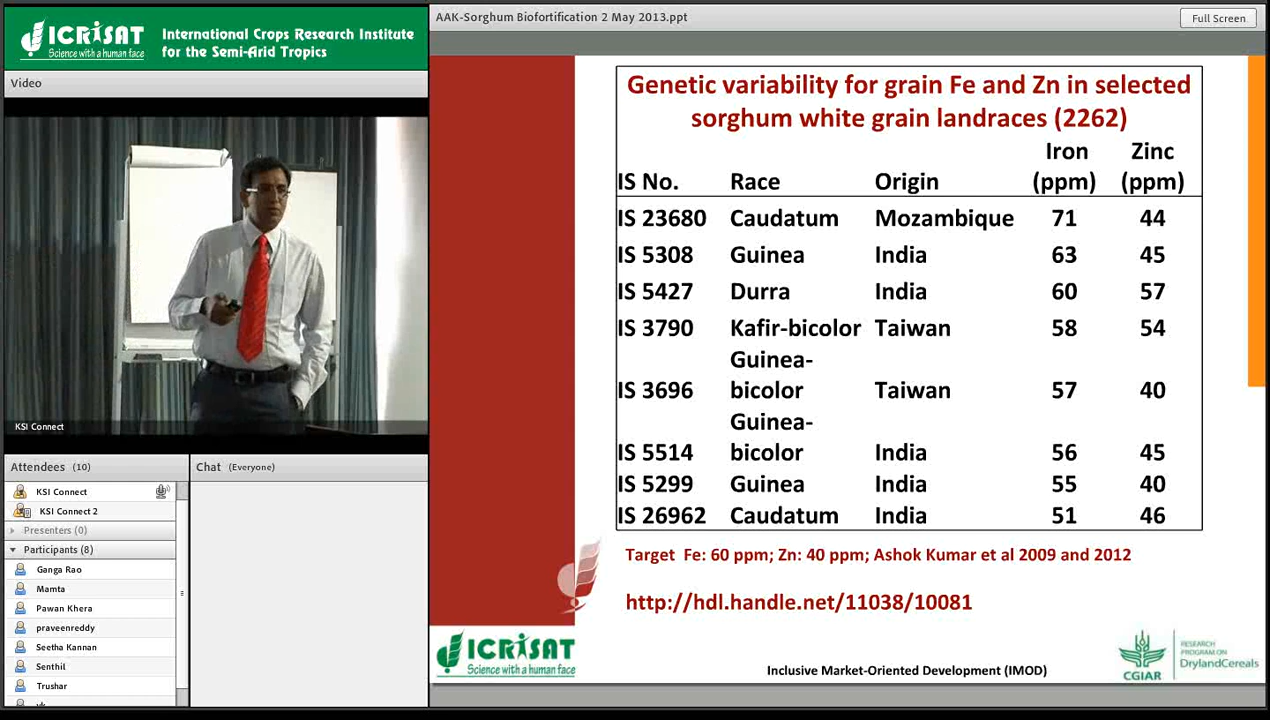 ICRISAT
Science with a human face
International Crops Research Institute
for the Semi-Arid Tropics
Video
KSI Connect
Attendees (10)
KSI Connect
KSI Connect 2
Presenters (0)
Participants (8)
Ganga Rao
Mamta
Pawan Khera
praveenreddy
Seetha Kannan
Senthil
Trushar
Chat (Everyone)
AAK-Sorghum Biofortification 2 May 2013.ppt
Full Screen
Genetic variability for grain Fe and Zn in selected
sorghum white grain landraces (2262)
IS No. Race Origin Iron (ppm) Zinc (ppm)
IS 23680 Caudatum Mozambique 71 44
IS 5308 Guinea India 63 45
IS 5427 Durra India 60 57
IS 3790 Kafir-bicolor Taiwan 58 54
Guinea-
IS 3696 bicolor Taiwan 57 40
Guinea-
IS 5514 bicolor India 56 45
IS 5299 Guinea India 55 40
IS 26962 Caudatum India 51 46
Target Fe: 60 ppm; Zn: 40 ppm; Ashok Kumar et al 2009 and 2012
http://hdl.handle.net/11038/10081
ICRISAT
Science with a human face
Inclusive Market-Oriented Development (IMOD)
CGIAR
RESEARCH
PROGRAM ON
DrylandCereals